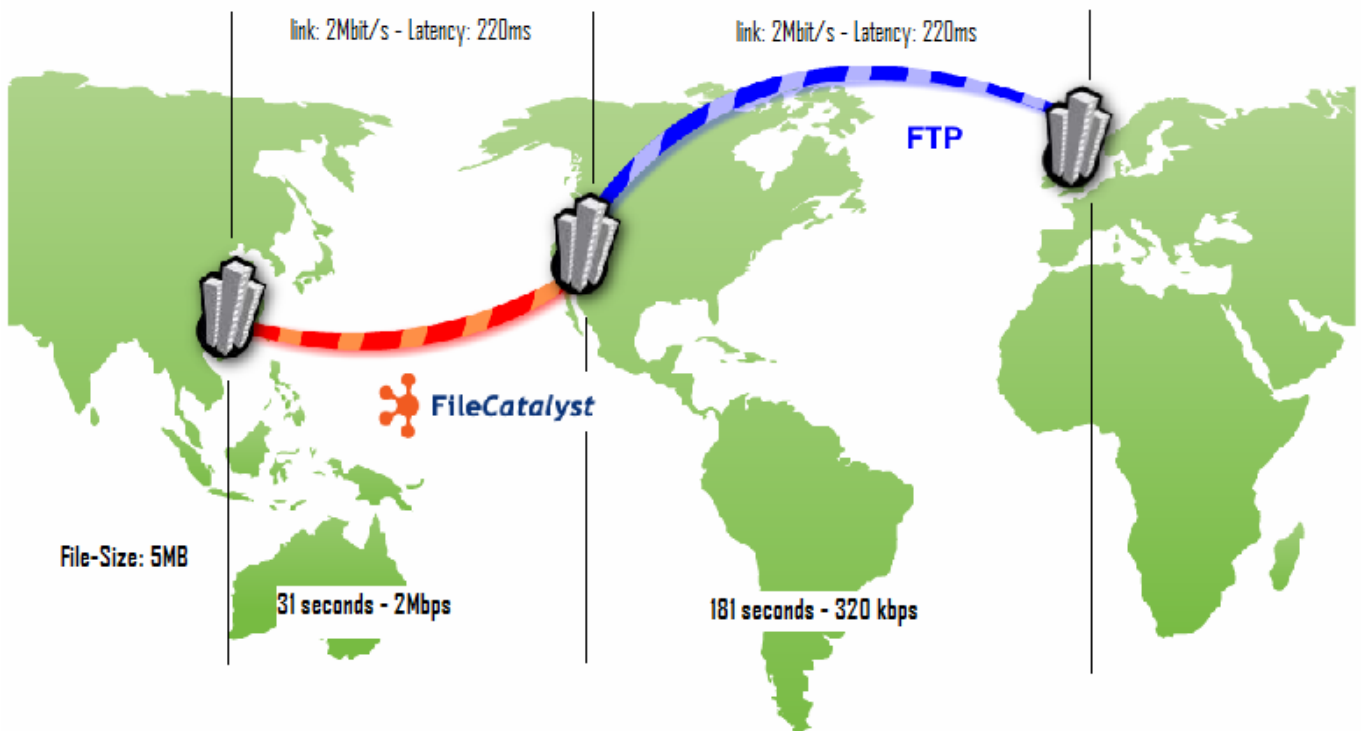 link: 2Mbit/s - Latency: 220ms
link: 2Mbit/s - Latency: 220ms
FTP
FileCatalyst
File-Size: 5MB
31 seconds - 2Mbps
181 seconds - 320 kbps